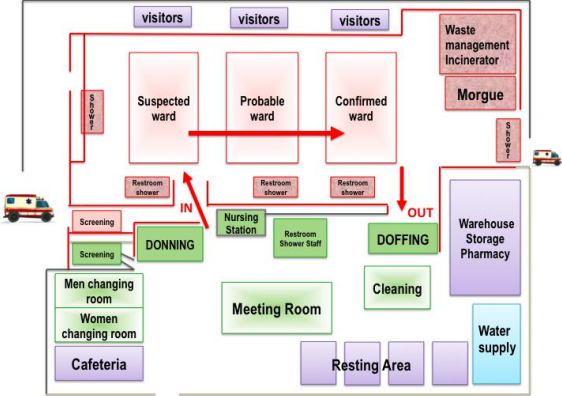 visitors
visitors
visitors
Waste
management
Incinerator
Morgue
Shower
Suspected
ward
Probable
ward
Confirmed
ward
Shower
Restroom
shower
Restroom
shower
Restroom
shower
IN
OUT
Screening
Nursing
Station
DONNING
Restroom
Shower Staff
DOFFING
Warehouse
Storage
Pharmacy
Screening
Men changing
room
Women
changing room
Cafeteria
Meeting Room
Cleaning
Resting Area
Water
supply